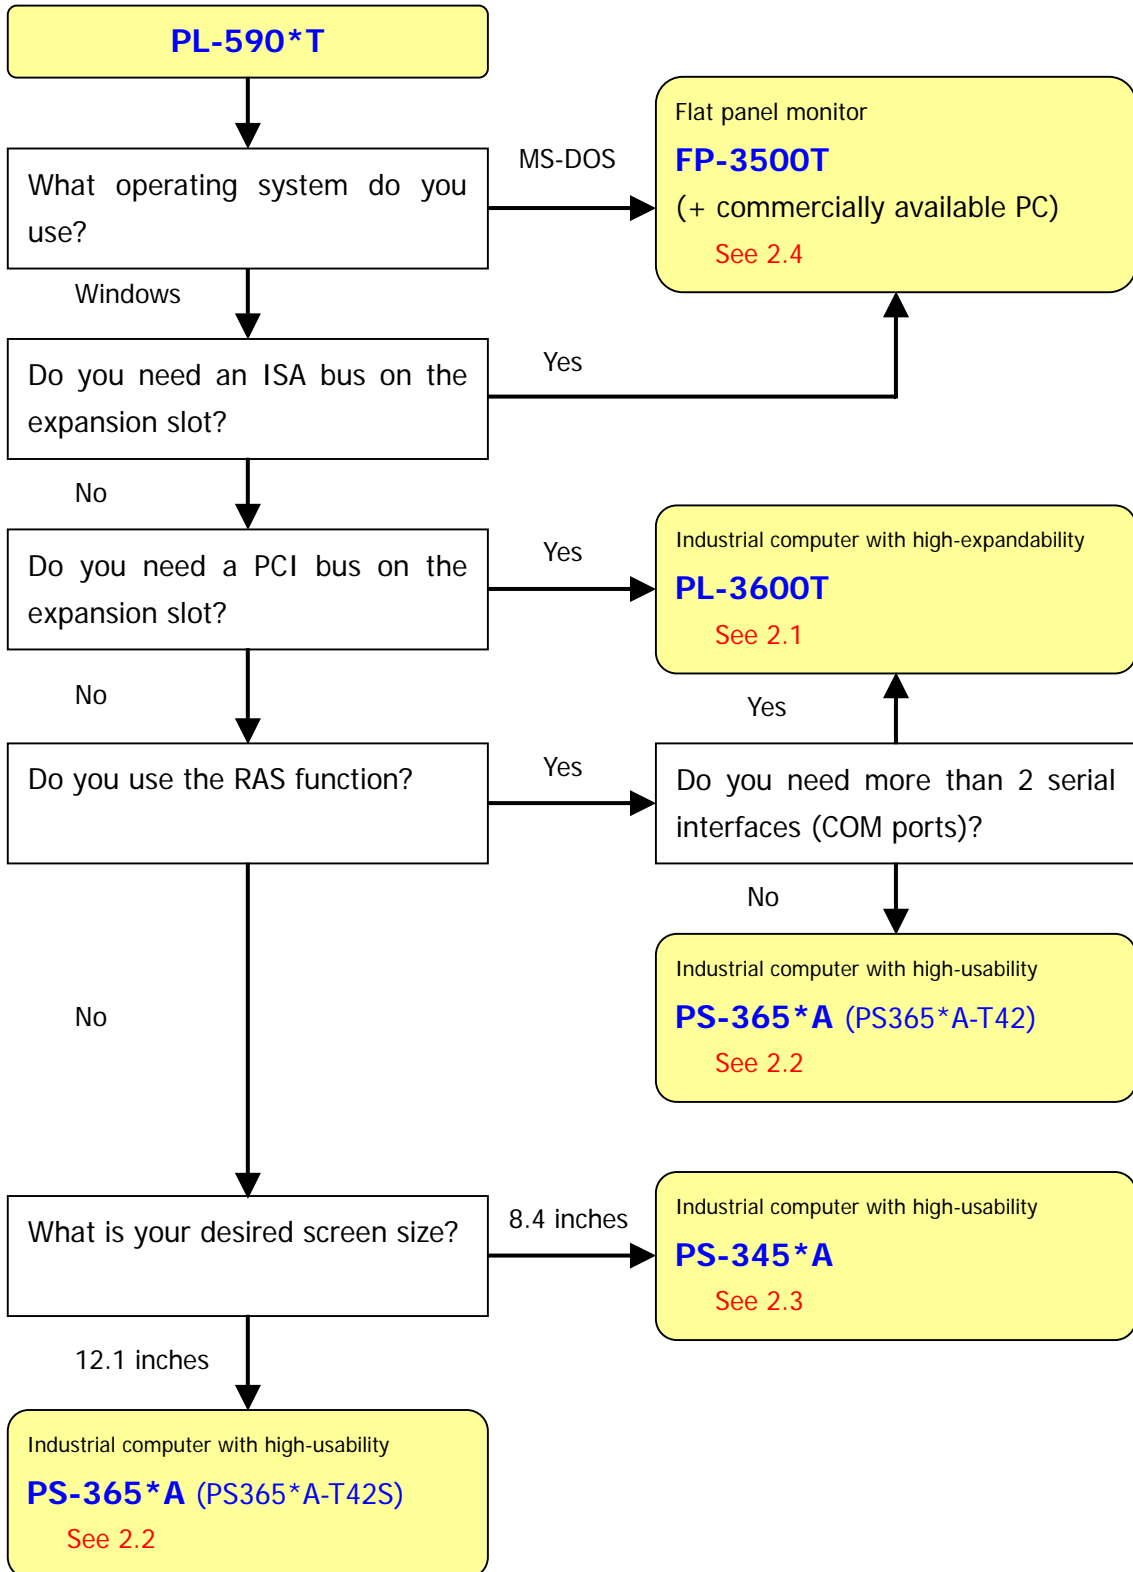 PL-590*T
What operating system do you
use?
MS-DOS
Flat panel monitor
FP-3500T
(+ commercially available PC)
See 2.4
Windows
Do you need an ISA bus on the
expansion slot?
Yes
No
Do you need a PCI bus on the
expansion slot?
Yes
Industrial computer with high-expandability
PL-3600T
See 2.1
No
Yes
Do you use the RAS function?
Yes
Do you need more than 2 serial
interfaces (COM ports)?
No
Industrial computer with high-usability
PS-365*A (PS365*A-T42)
See 2.2
No
What is your desired screen size?
8.4 inches
Industrial computer with high-usability
PS-345*A
See 2.3
12.1 inches
Industrial computer with high-usability
PS-365*A (PS365*A-T42S)
See 2.2